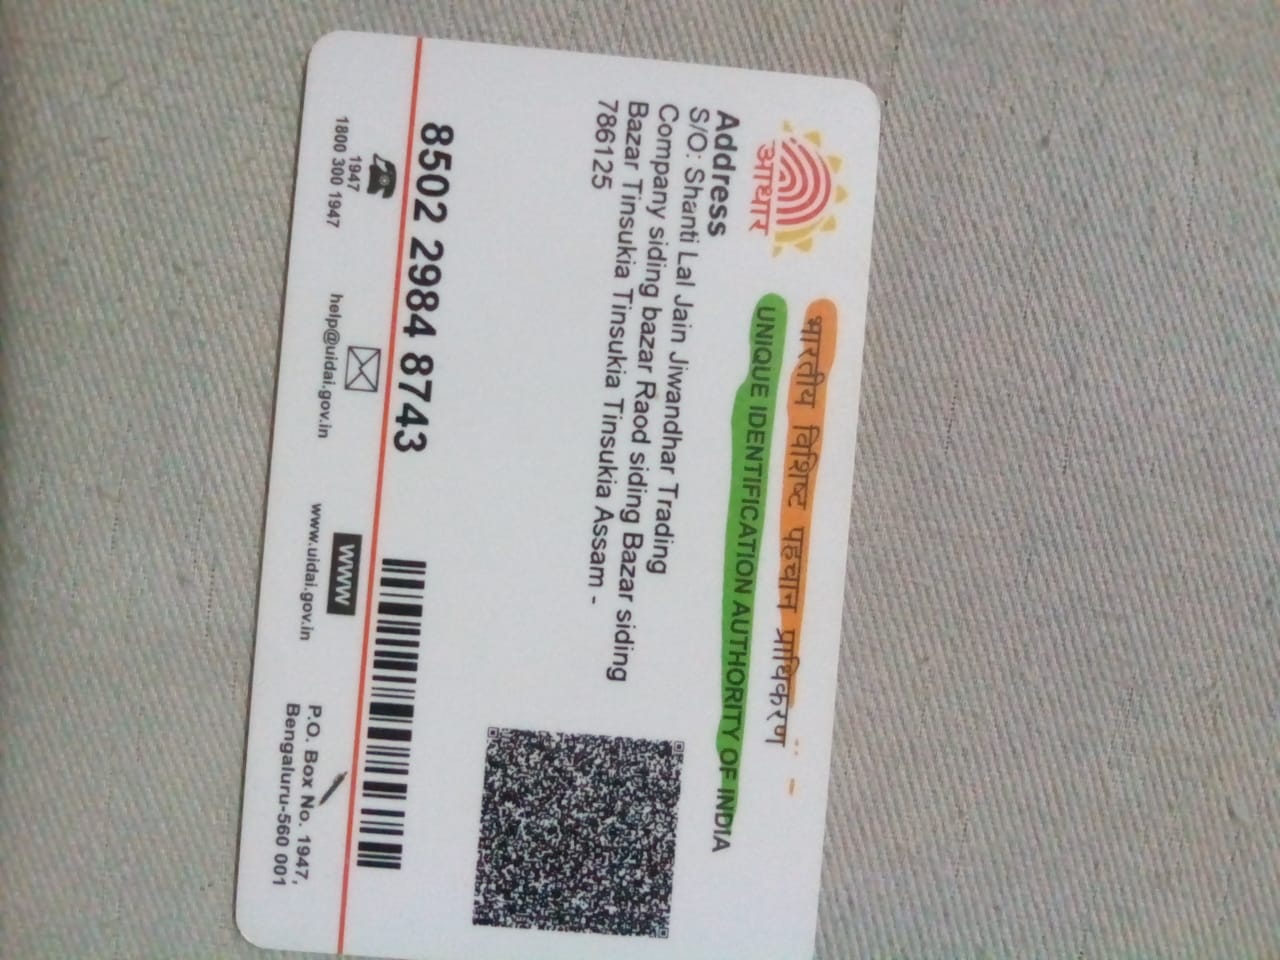 आधार
भारतीय विशिष्ट पहचान प्राधिकरण
UNIQUE IDENTIFICATION AUTHORITY OF INDIA
Address
S/O: Shanti Lal Jain Jiwandhar Trading
Company siding bazar Raod siding Bazar siding
Bazar Tinsukia Tinsukia Tinsukia Assam -
786125
8502 2984 8743
1947
1800 300 1947
help@uidai.gov.in
WWW
www.uidai.gov.in
P.O. Box No. 1947,
Bengaluru-560 001